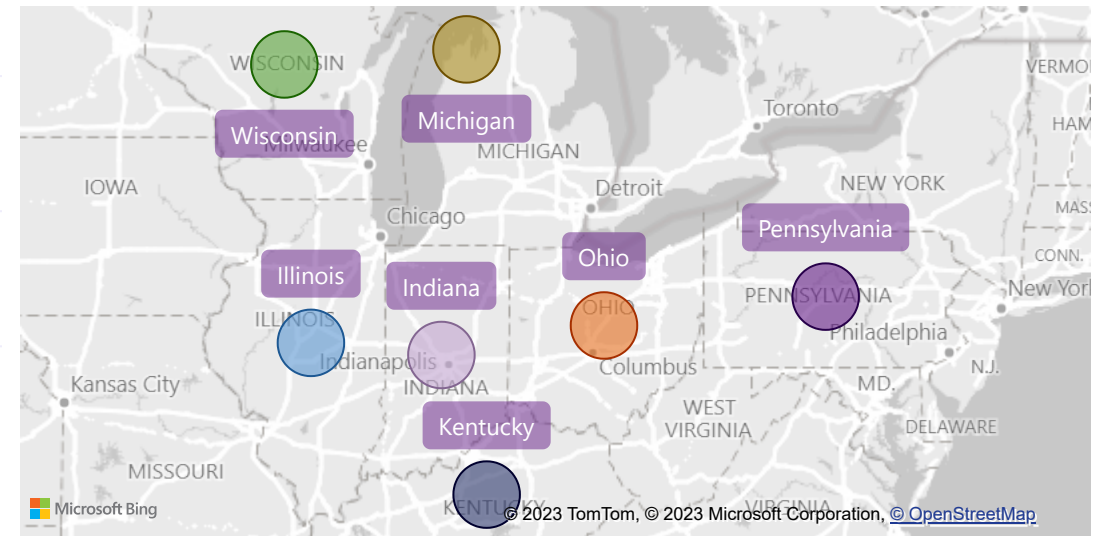 WISCONSIN
Wisconsin
Milwaukee
Michigan
MICHIGAN
Toronto
VERMO
HAM
IOWA
Detroit
NEW YORK
MASS
Chicago
Pennsylvania
CONN.
Illinois
Indiana
Ohio
PENNSYLVANIA
New York
ILLINOIS
OHIO
Philadelphia
Indianapolis
Columbus
N.J.
Kansas City
INDIANA
MD.
Kentucky
WEST
VIRGINIA
DELAWARE
MISSOURI
KENTUCKY
VIRGINIA
Microsoft Bing
© 2023 TomTom, © 2023 Microsoft Corporation, © OpenStreetMap